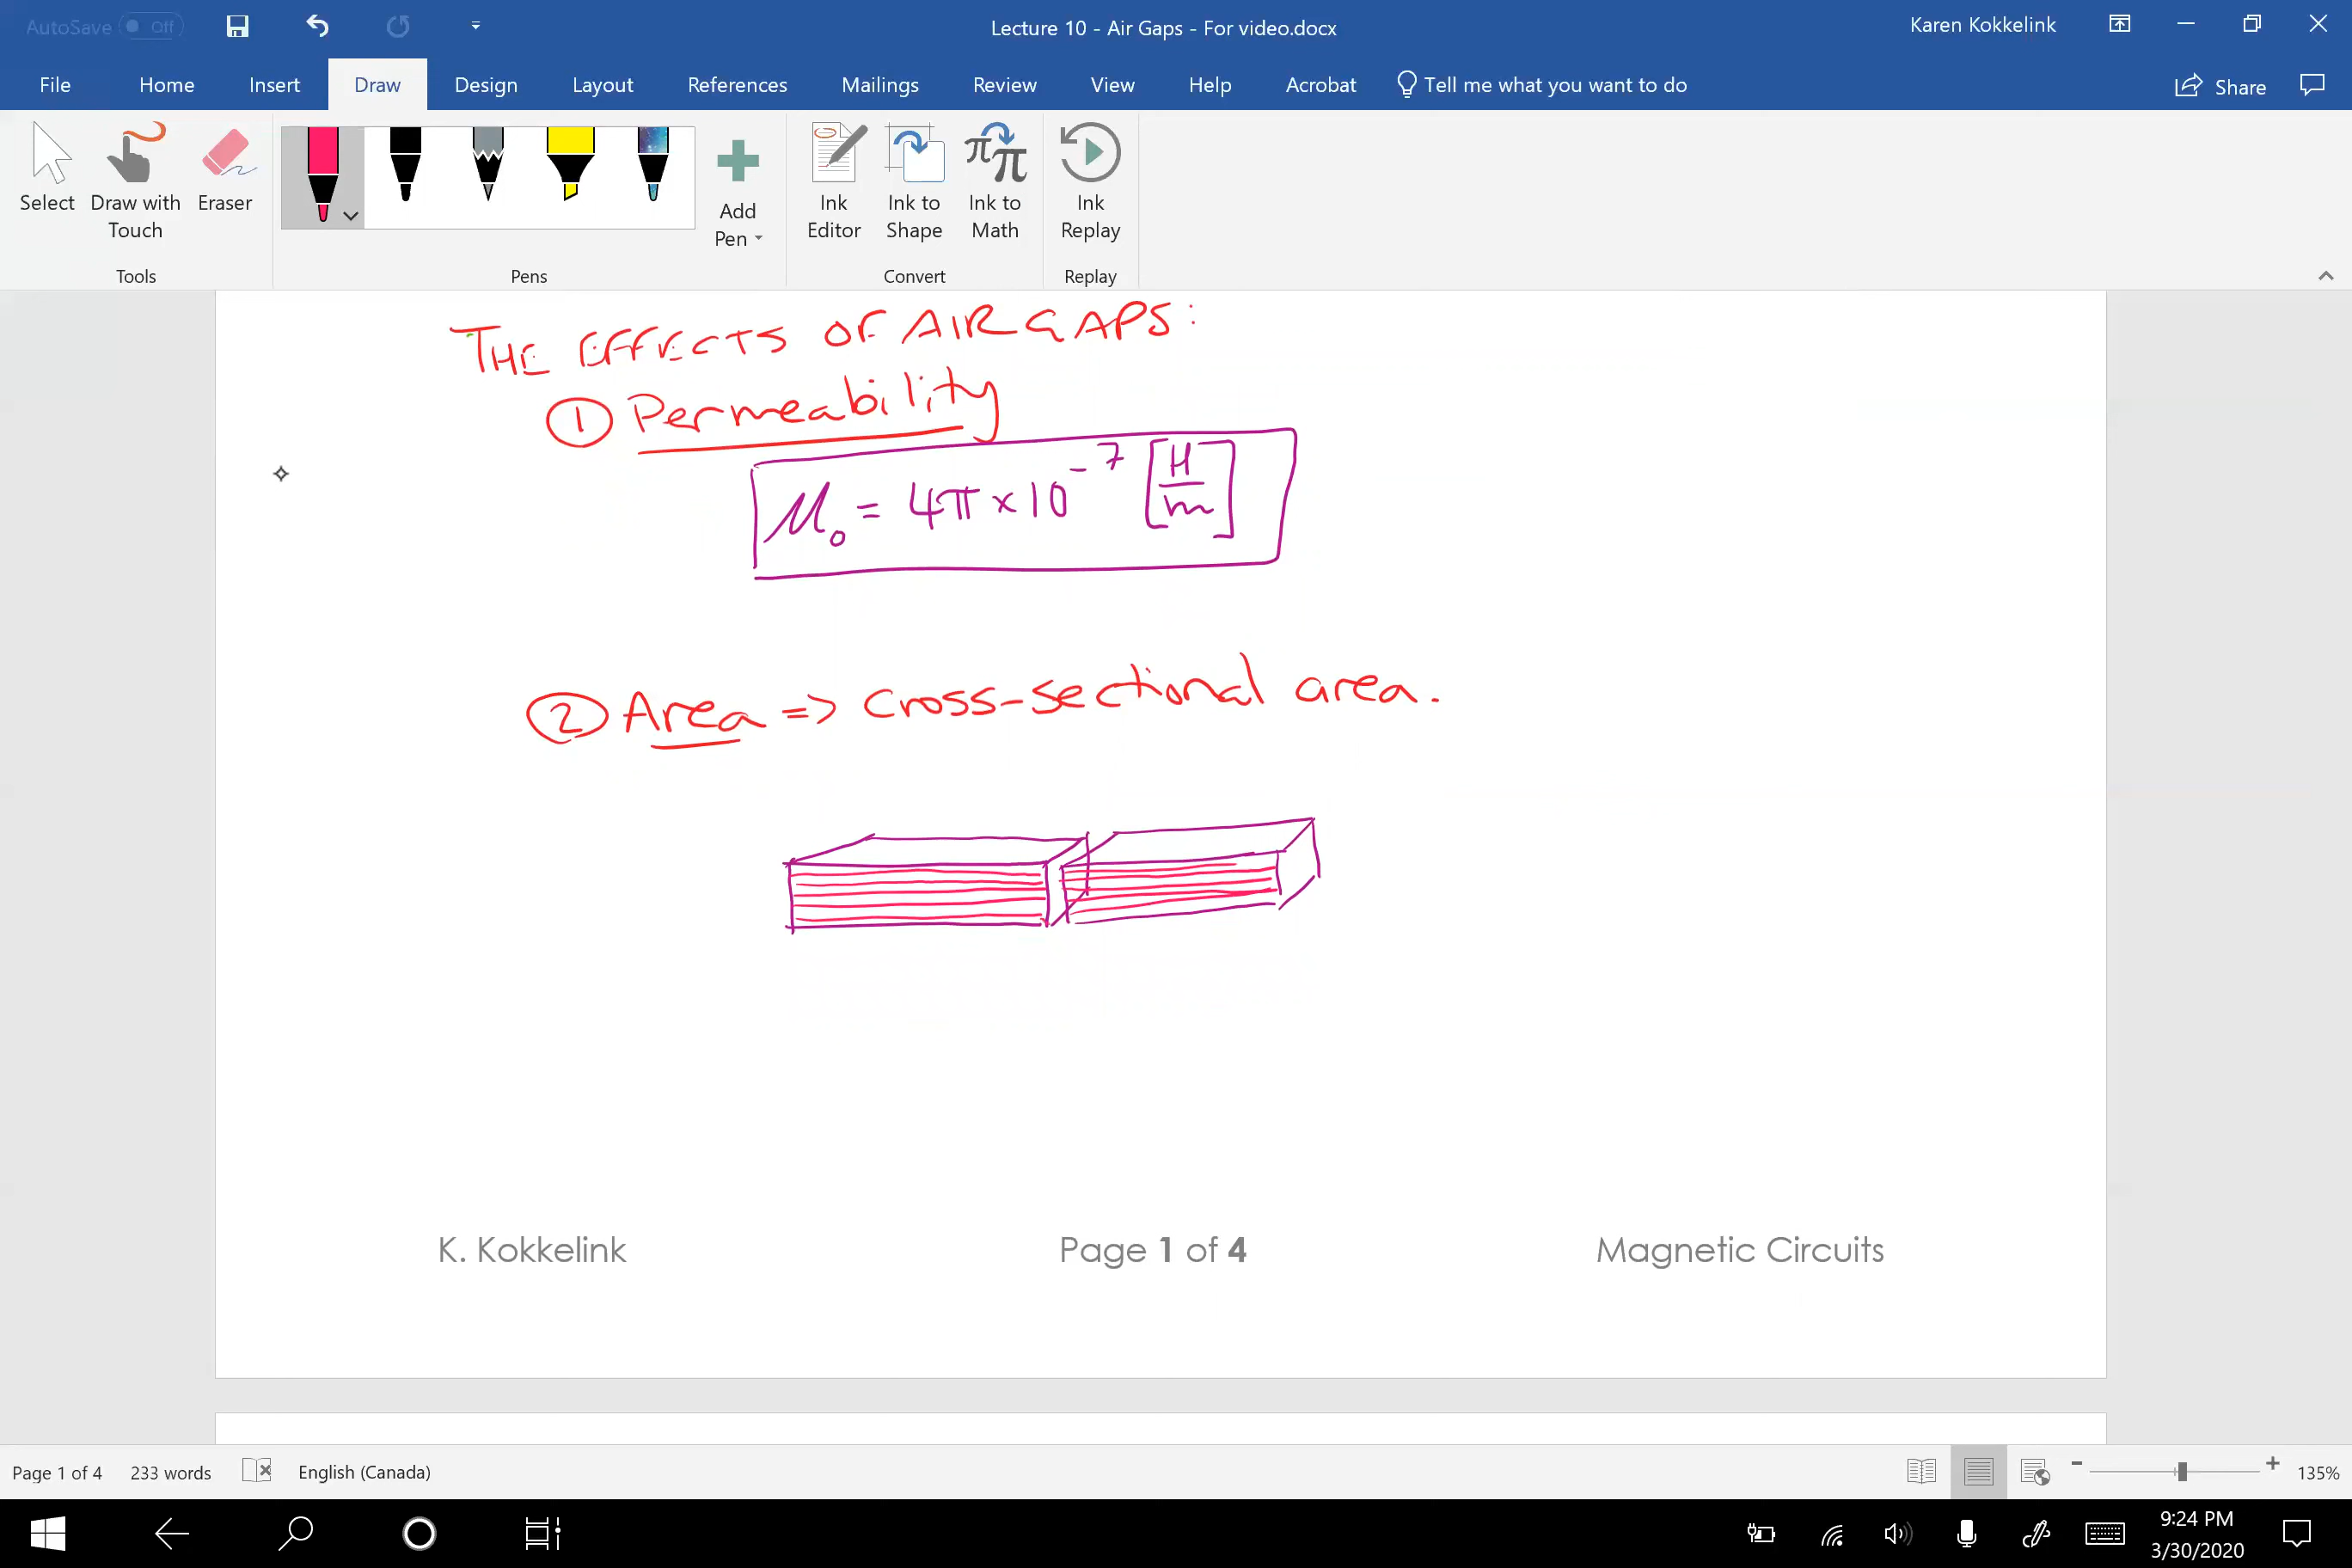 AutoSave Off
Lecture 10 - Air Gaps - For video.docx
Karen Kokkelink
File Home Insert Draw Design Layout References Mailings Review View Help Acrobat Tell me what you want to do Share
Select
Draw with Touch
Eraser
Add Pen
Ink Editor
Ink to Shape
Ink to Math
Ink Replay
Tools Pens Convert Replay
THE EFFECTS OF AIR GAPS:
① Permeability
μ₀ = 4π × 10⁻⁷ [H/m]
② Area => cross-sectional area.
K. Kokkelink Page 1 of 4 Magnetic Circuits
Page 1 of 4 233 words English (Canada) 135%
9:24 PM
3/30/2020